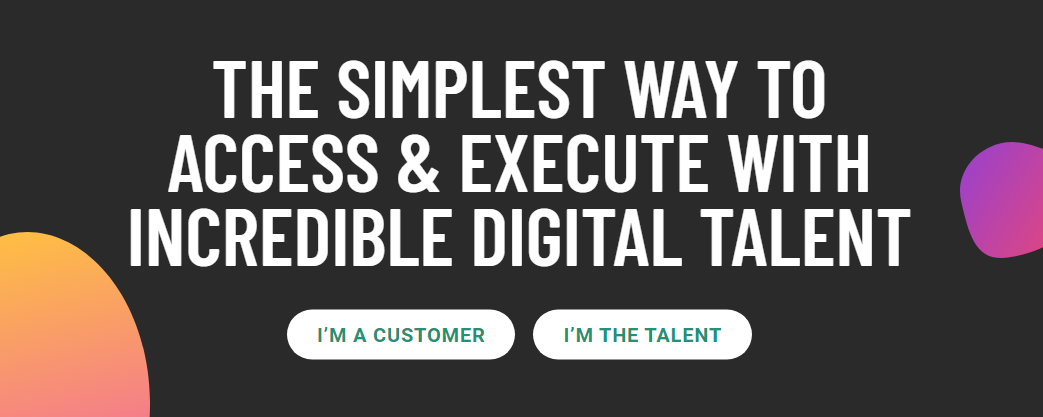 THE SIMPLEST WAY TO
ACCESS & EXECUTE WITH
INCREDIBLE DIGITAL TALENT
I'M A CUSTOMER
I'M THE TALENT